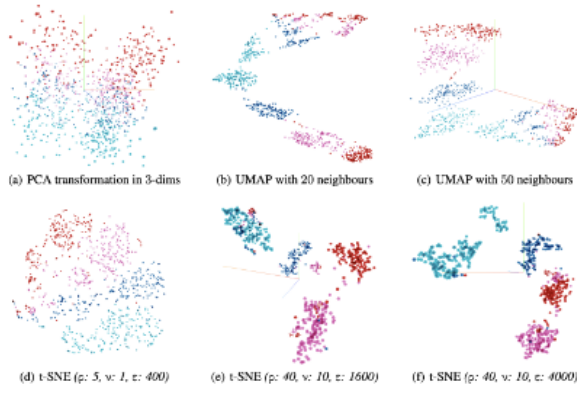 (a) PCA transformation in 3-dims
(b) UMAP with 20 neighbours
(c) UMAP with 50 neighbours
(d) t-SNE (ρ: 5, ν: 1, τ: 400)
(e) t-SNE (ρ: 40, ν: 10, τ: 1600)
(f) t-SNE (ρ: 40, ν: 10, τ: 4000)